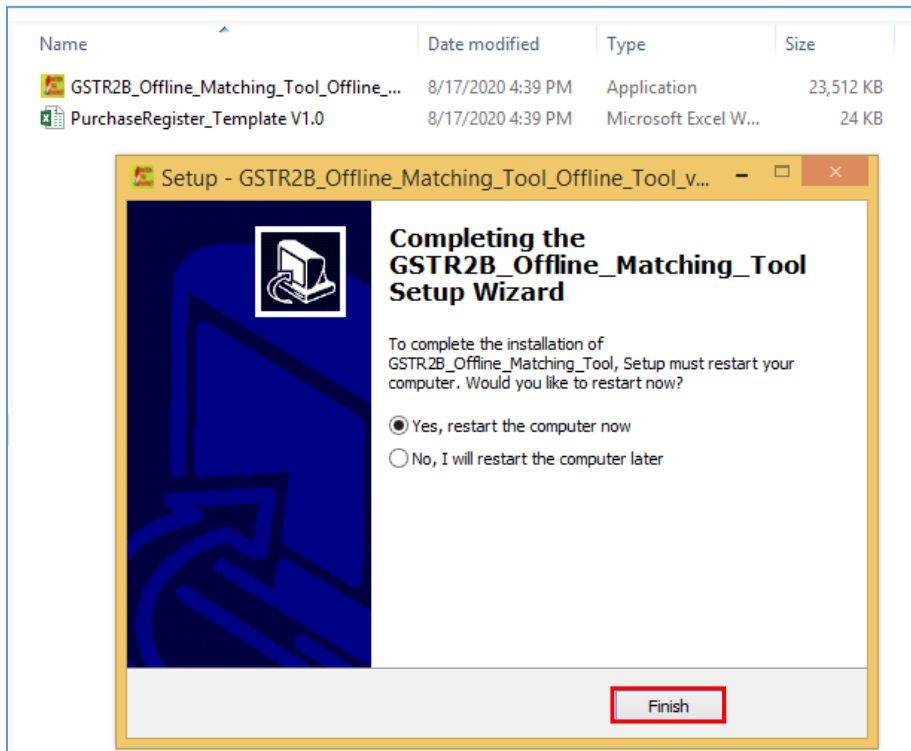 Name Date modified Type Size
GSTR2B_Offline_Matching_Tool_Offline_... 8/17/2020 4:39 PM Application 23,512 KB
PurchaseRegister_Template V1.0 8/17/2020 4:39 PM Microsoft Excel W... 24 KB
Setup - GSTR2B_Offline_Matching_Tool_Offline_Tool_v...
Completing the
GSTR2B_Offline_Matching_Tool
Setup Wizard
To complete the installation of
GSTR2B_Offline_Matching_Tool, Setup must restart your
computer. Would you like to restart now?
Yes, restart the computer now
No, I will restart the computer later
Finish